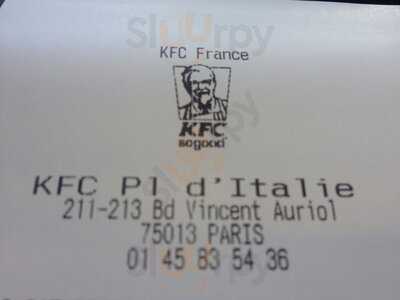 KFC France
KFC
so good
KFC Pl d'Italie
211-213 Bd Vincent Auriol
75013 PARIS
01 45 83 54 36
Slurrpy